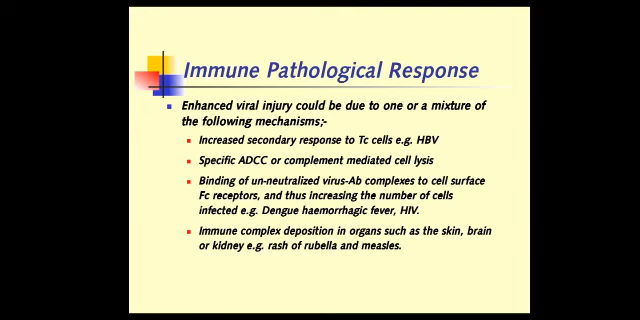 Immune Pathological Response
Enhanced viral injury could be due to one or a mixture of
the following mechanisms;-
Increased secondary response to Tc cells e.g. HBV
Specific ADCC or complement mediated cell lysis
Binding of un-neutralized virus-Ab complexes to cell surface
Fc receptors, and thus increasing the number of cells
infected e.g. Dengue haemorrhagic fever, HIV.
Immune complex deposition in organs such as the skin, brain
or kidney e.g. rash of rubella and measles.